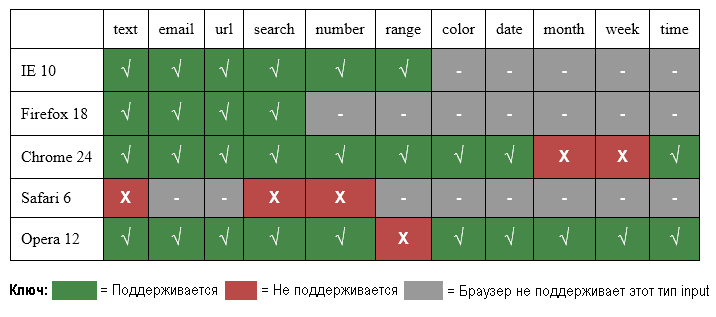 text email url search number range color date month week time
IE 10 √ √ √ √ √ √ - - - - -
Firefox 18 √ √ √ √ - - - - - - -
Chrome 24 √ √ √ √ √ √ √ √ X X √
Safari 6 X - - X X - - - - - -
Opera 12 √ √ √ √ √ X √ √ √ √ √
Ключ: = Поддерживается = Не поддерживается = Браузер не поддерживает этот тип input